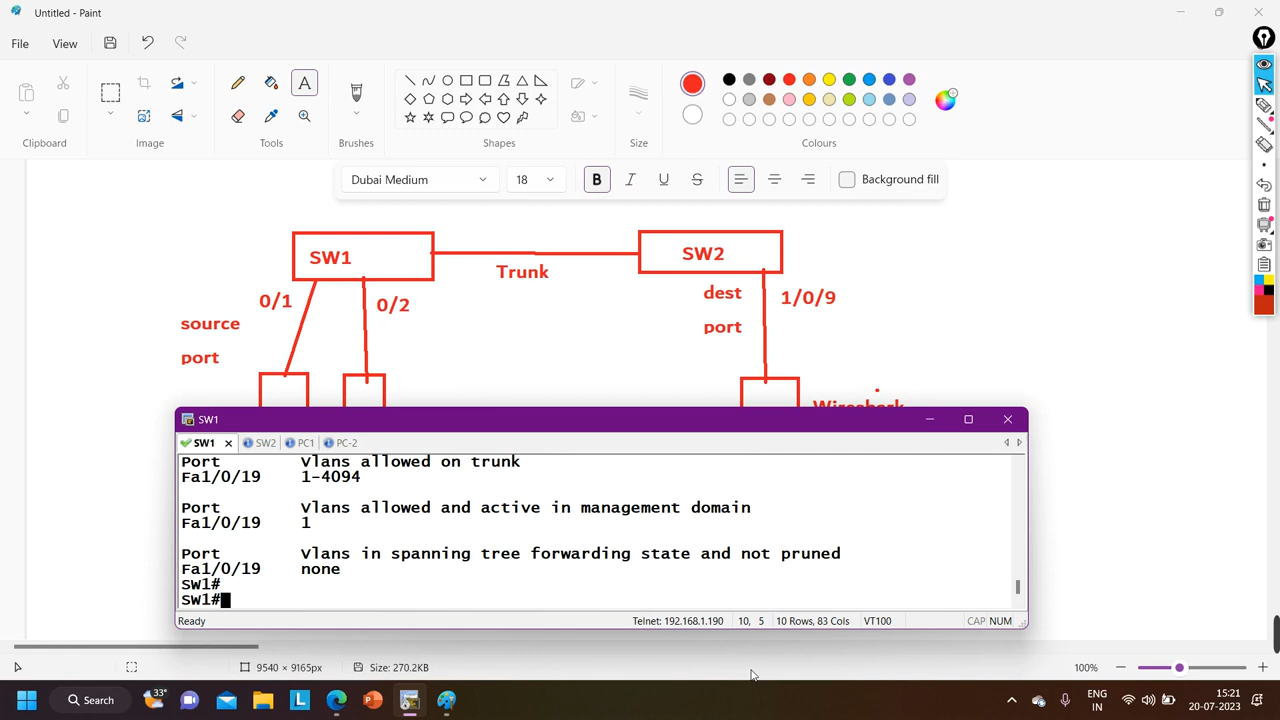 Untitled - Paint
File
View
Clipboard
Image
Tools
Brushes
Shapes
Size
Colours
A
Dubai Medium
18
B
I
U
S
Background fill
SW1
SW2
Trunk
0/1
0/2
source
port
dest
port
1/0/9
Wireshark
SW1
SW1
SW2
PC1
PC-2
Port Vlans allowed on trunk
Fa1/0/19 1-4094
Port Vlans allowed and active in management domain
Fa1/0/19 1
Port Vlans in spanning tree forwarding state and not pruned
Fa1/0/19 none
SW1#
SW1#
Ready
Telnet: 192.168.1.190
10, 5
10 Rows, 83 Cols
VT100
CAP
NUM
9540 × 9165px
Size: 270.2KB
100%
Search
33°
L
ENG
IN
15:21
20-07-2023